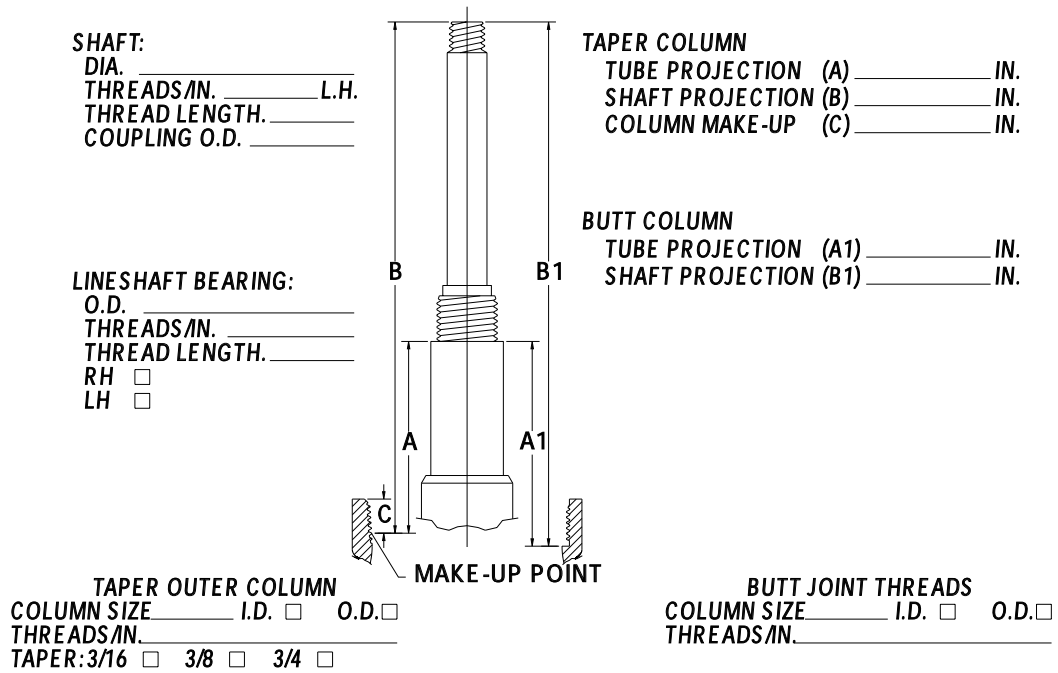 SHAFT:
DIA.
THREADS/IN. L.H.
THREAD LENGTH.
COUPLING O.D.
TAPER COLUMN
TUBE PROJECTION (A) IN.
SHAFT PROJECTION (B) IN.
COLUMN MAKE-UP (C) IN.
BUTT COLUMN
TUBE PROJECTION (A1) IN.
SHAFT PROJECTION (B1) IN.
LINESHAFT BEARING:
O.D.
THREADS/IN.
THREAD LENGTH.
RH
LH
B
B1
A
A1
C
MAKE-UP POINT
TAPER OUTER COLUMN
COLUMN SIZE I.D. O.D.
THREADS/IN.
TAPER: 3/16 3/8 3/4
BUTT JOINT THREADS
COLUMN SIZE I.D. O.D.
THREADS/IN.